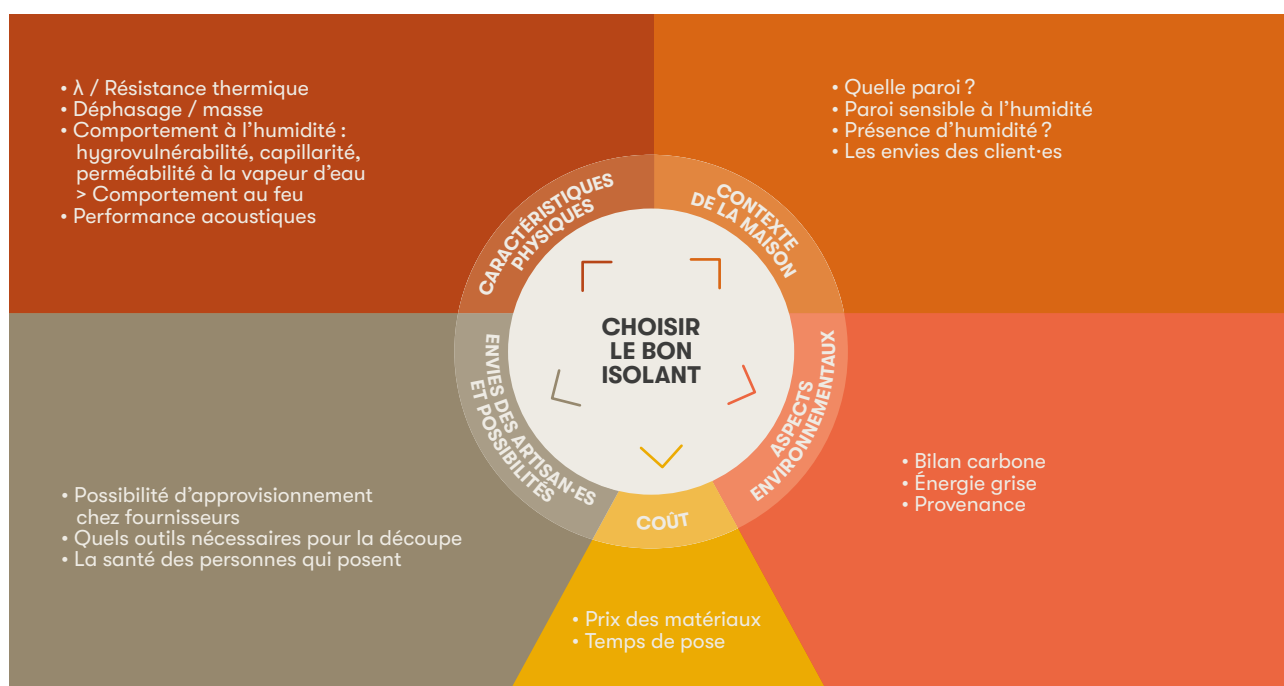 • λ / Résistance thermique
• Déphasage / masse
• Comportement à l’humidité :
hygrovulnérabilité, capillarité,
perméabilité à la vapeur d’eau
> Comportement au feu
• Performance acoustiques
• Quelle paroi ?
• Paroi sensible à l’humidité
• Présence d’humidité ?
• Les envies des client·es
CARACTÉRISTIQUES
PHYSIQUES
CONTEXTE
DE LA MAISON
CHOISIR
LE BON
ISOLANT
ENVIES DES ARTISAN·ES
ET POSSIBILITÉS
ASPECTS
ENVIRONNEMENTAUX
COÛT
• Possibilité d’approvisionnement
chez fournisseurs
• Quels outils nécessaires pour la découpe
• La santé des personnes qui posent
• Bilan carbone
• Énergie grise
• Provenance
• Prix des matériaux
• Temps de pose